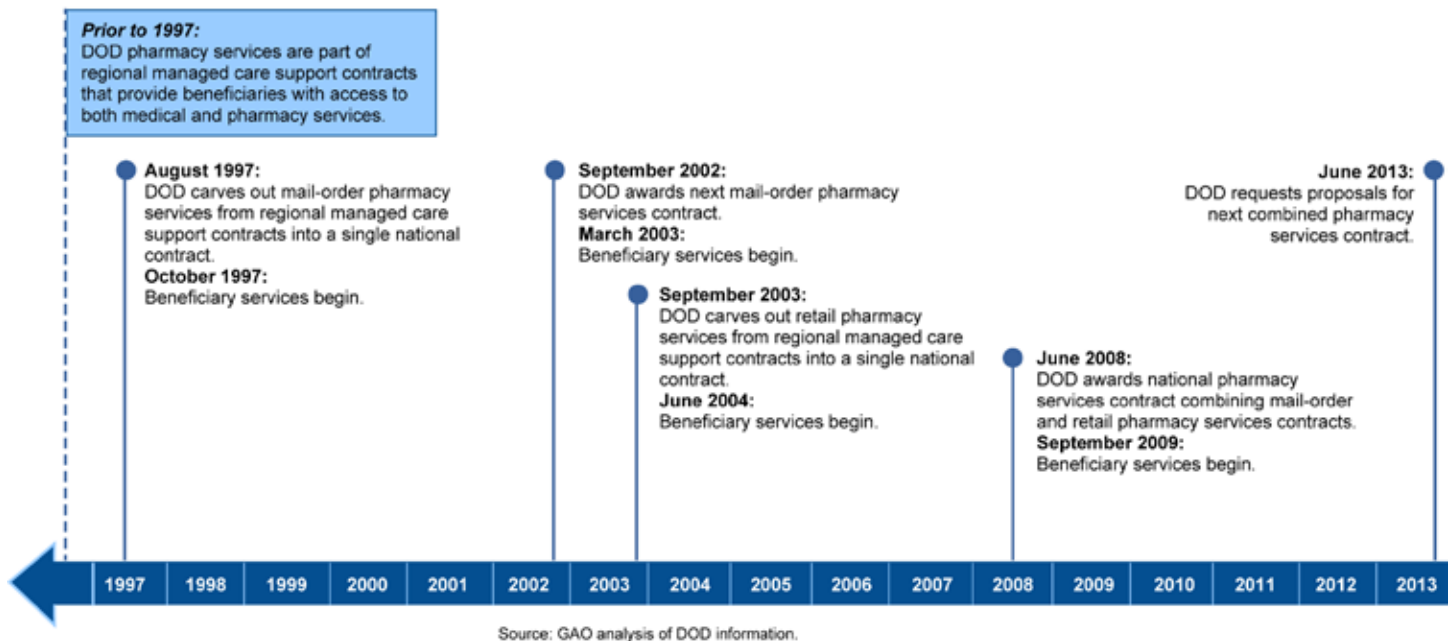 Prior to 1997:
DOD pharmacy services are part of
regional managed care support contracts
that provide beneficiaries with access to
both medical and pharmacy services.
August 1997:
DOD carves out mail-order pharmacy
services from regional managed care
support contracts into a single national
contract.
October 1997:
Beneficiary services begin.
September 2002:
DOD awards next mail-order pharmacy
services contract.
March 2003:
Beneficiary services begin.
September 2003:
DOD carves out retail pharmacy
services from regional managed care
support contracts into a single national
contract.
June 2004:
Beneficiary services begin.
June 2008:
DOD awards national pharmacy
services contract combining mail-order
and retail pharmacy services contracts.
September 2009:
Beneficiary services begin.
June 2013:
DOD requests proposals for
next combined pharmacy
services contract.
1997 1998 1999 2000 2001 2002 2003 2004 2005 2006 2007 2008 2009 2010 2011 2012 2013
Source: GAO analysis of DOD information.